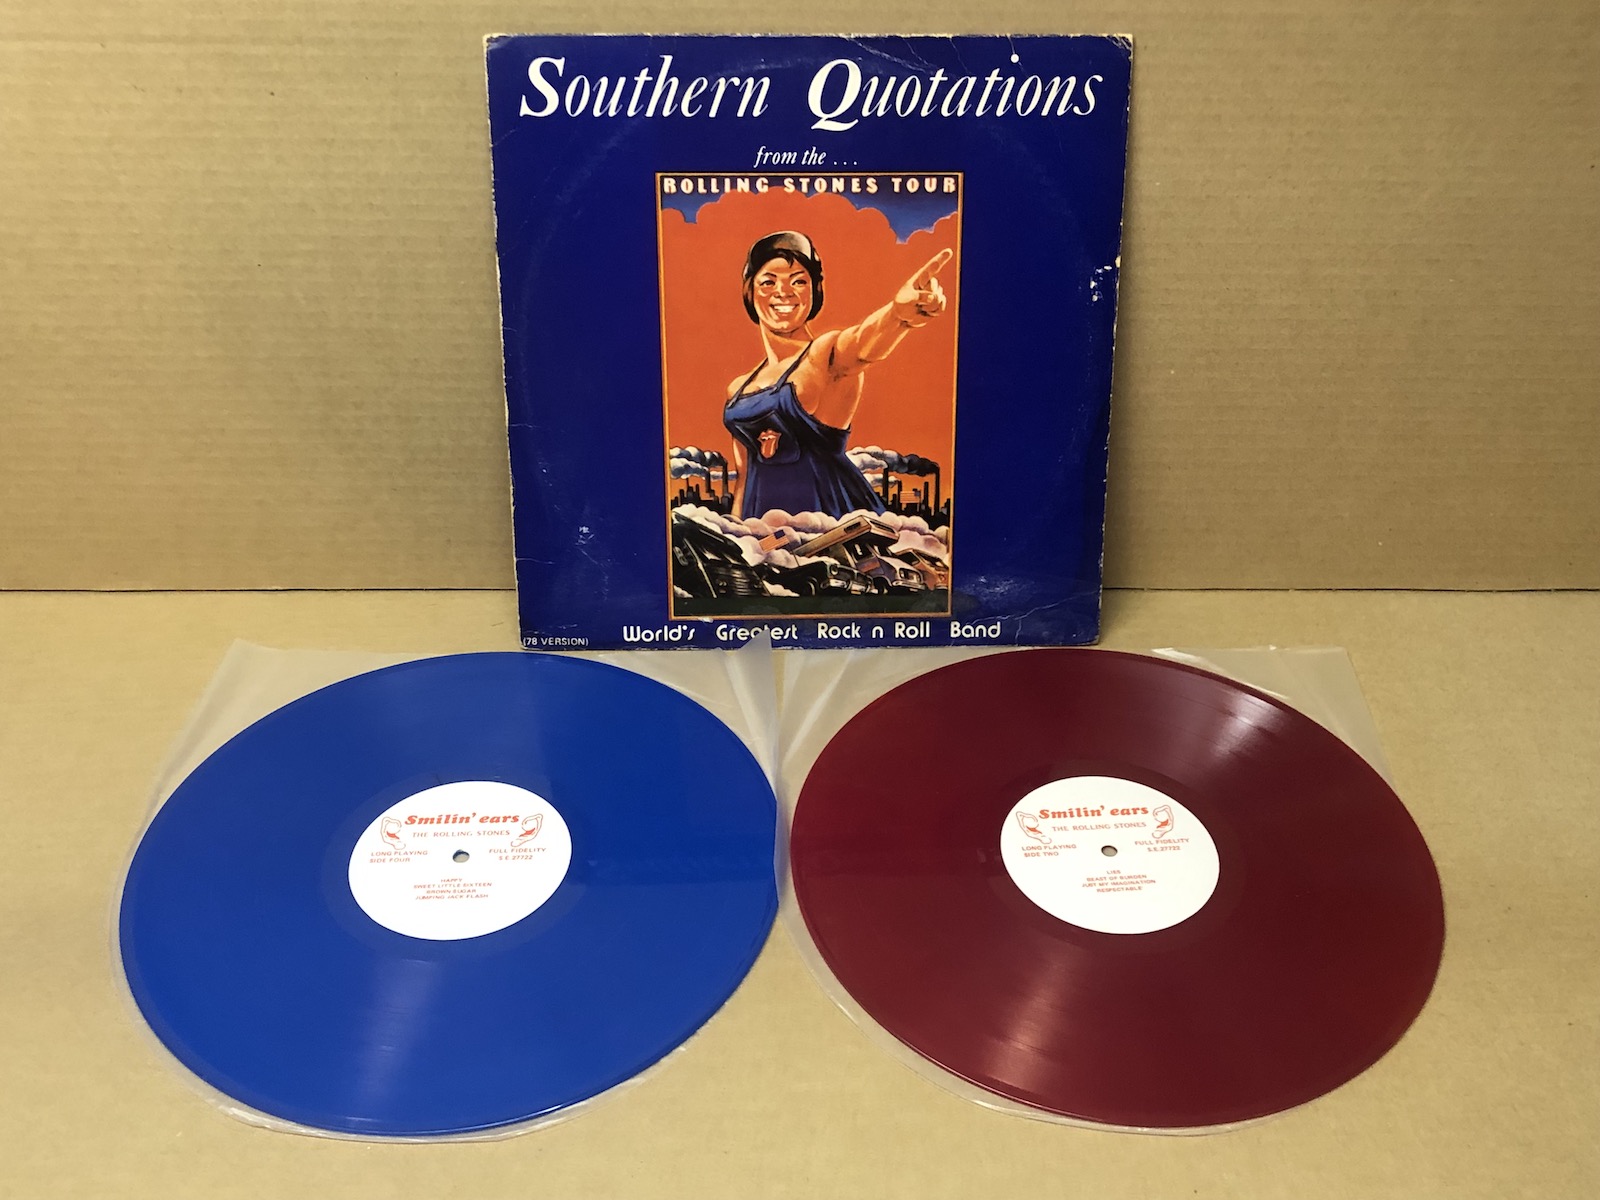 Southern Quotations
from the ...
ROLLING STONES TOUR
(78 VERSION)
World's Greatest Rock n Roll Band
Smilin' ears
THE ROLLING STONES
LONG PLAYING FULL FIDELITY
SIDE FOUR S.E. 27722
HAPPY
SWEET LITTLE SIXTEEN
BROWN SUGAR
JUMPING JACK FLASH
Smilin' ears
THE ROLLING STONES
LONG PLAYING FULL FIDELITY
SIDE TWO S.E. 27722
LIES
BEAST OF BURDEN
JUST MY IMAGINATION
RESPECTABLE